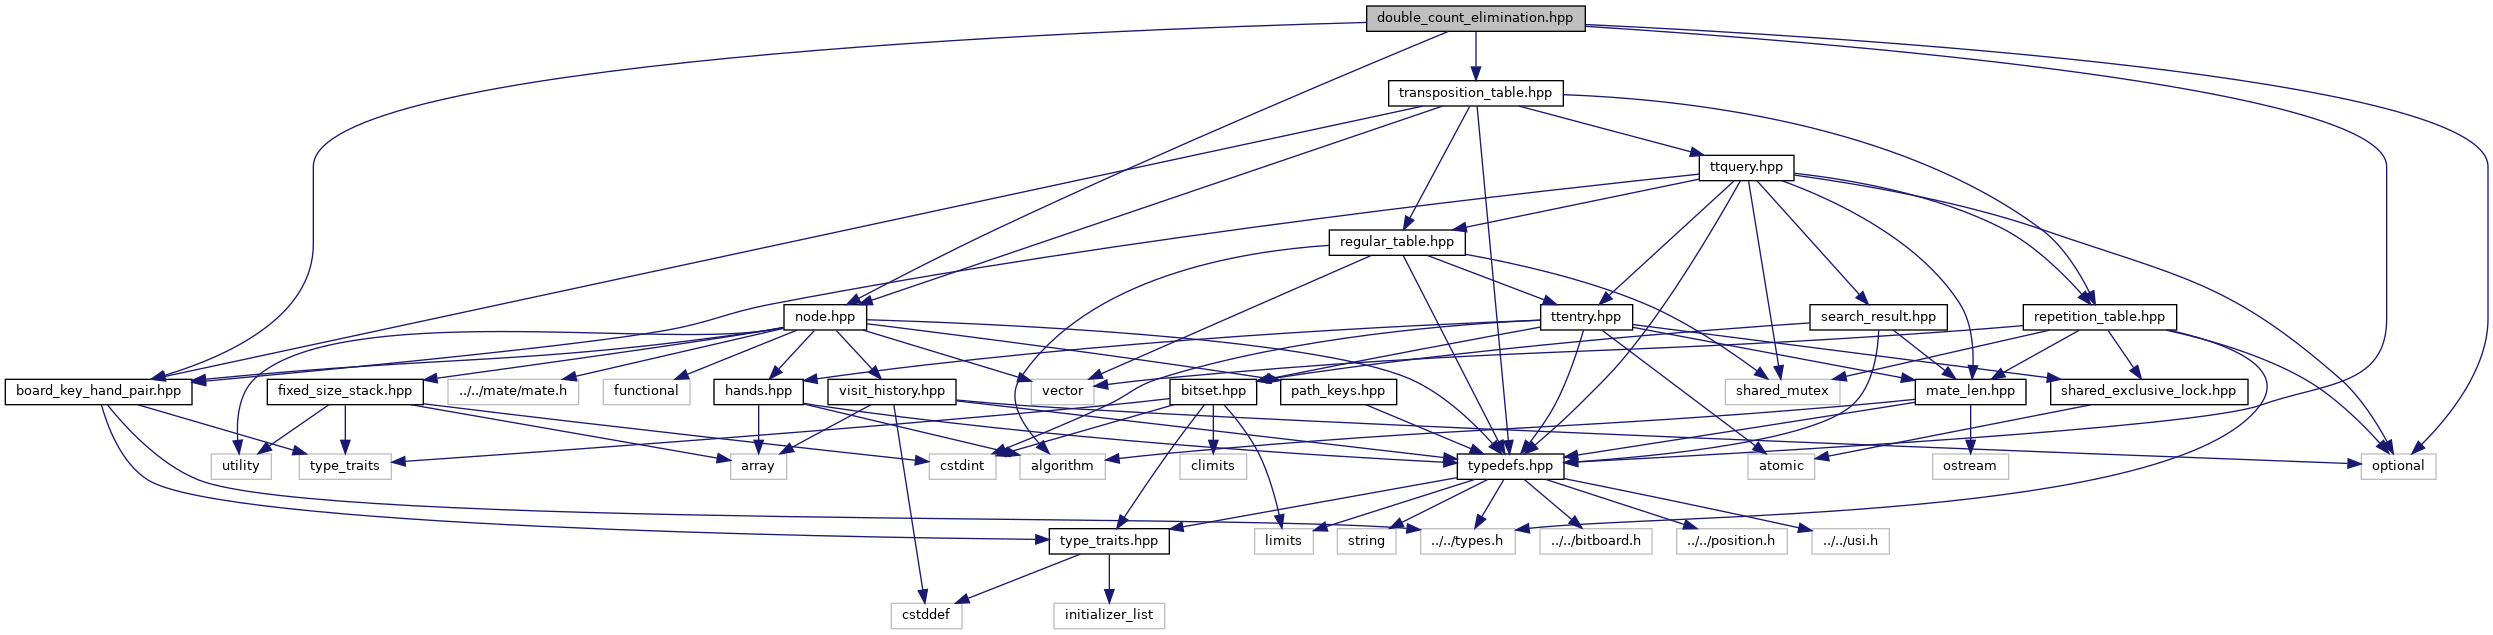 double_count_elimination.hpp
transposition_table.hpp
ttquery.hpp
regular_table.hpp
node.hpp
ttentry.hpp
search_result.hpp
repetition_table.hpp
board_key_hand_pair.hpp
fixed_size_stack.hpp
../../mate/mate.h
functional
hands.hpp
visit_history.hpp
vector
bitset.hpp
path_keys.hpp
shared_mutex
mate_len.hpp
shared_exclusive_lock.hpp
utility
type_traits
array
cstdint
algorithm
climits
typedefs.hpp
atomic
ostream
optional
type_traits.hpp
limits
string
../../types.h
../../bitboard.h
../../position.h
../../usi.h
cstddef
initializer_list